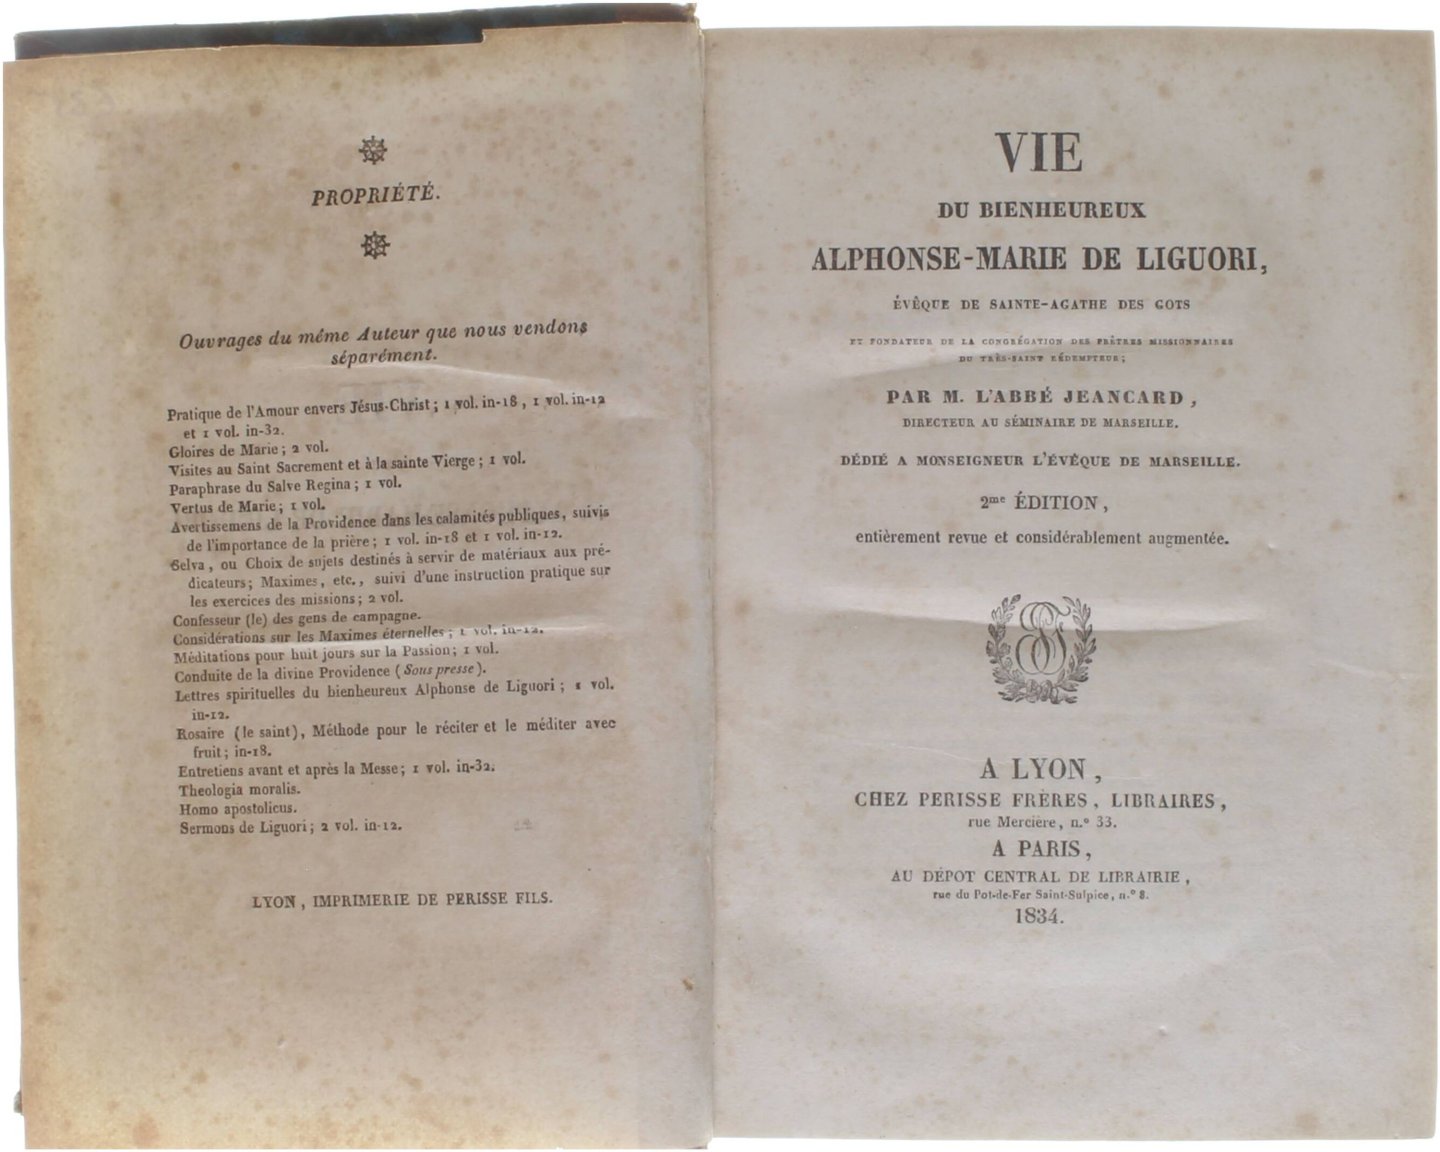 PROPRIÉTÉ.
Ouvrages du même Auteur que nous vendons
séparément.
Pratique de l'Amour envers Jésus-Christ; 1 vol. in-18, 1 vol. in-12
et 1 vol. in-32.
Gloires de Marie; 2 vol.
Visites au Saint Sacrement et à la sainte Vierge; 1 vol.
Paraphrase du Salve Regina; 1 vol.
Vertus de Marie; 1 vol.
Avertissemens de la Providence dans les calamités publiques, suivis
de l'importance de la prière; 1 vol. in-18 et 1 vol. in-12.
Selva, ou Choix de sujets destinés à servir de matériaux aux pré-
dicateurs; Maximes, etc., suivi d'une instruction pratique sur
les exercices des missions; 2 vol.
Confesseur (le) des gens de campagne.
Considérations sur les Maximes éternelles; 1 vol. in-12.
Méditations pour huit jours sur la Passion; 1 vol.
Conduite de la divine Providence (Sous presse).
Lettres spirituelles du bienheureux Alphonse de Liguori; 1 vol.
in-12.
Rosaire (le saint), Méthode pour le réciter et le méditer avec
fruit; in-18.
Entretiens avant et après la Messe; 1 vol. in-32.
Theologia moralis.
Homo apostolicus.
Sermons de Liguori; 2 vol. in-12.
LYON, IMPRIMERIE DE PERISSE FILS.
VIE
DU BIENHEUREUX
ALPHONSE-MARIE DE LIGUORI,
ÉVÊQUE DE SAINTE-AGATHE DES GOTS
ET FONDATEUR DE LA CONGRÉGATION DES PRÊTRES MISSIONNAIRES
DU TRÈS-SAINT RÉDEMPTEUR;
PAR M. L'ABBÉ JEANCARD,
DIRECTEUR AU SÉMINAIRE DE MARSEILLE.
DÉDIÉ A MONSEIGNEUR L'ÉVÊQUE DE MARSEILLE.
2me ÉDITION,
entièrement revue et considérablement augmentée.
A LYON,
CHEZ PERISSE FRÈRES, LIBRAIRES,
rue Mercière, n.º 33.
A PARIS,
AU DÉPOT CENTRAL DE LIBRAIRIE,
rue du Pot-de-Fer Saint-Sulpice, n.º 8.
1834.